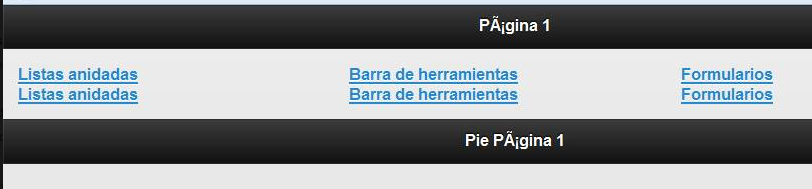 PÃ¡gina 1
Listas anidadas Barra de herramientas Formularios
Listas anidadas Barra de herramientas Formularios
Pie PÃ¡gina 1